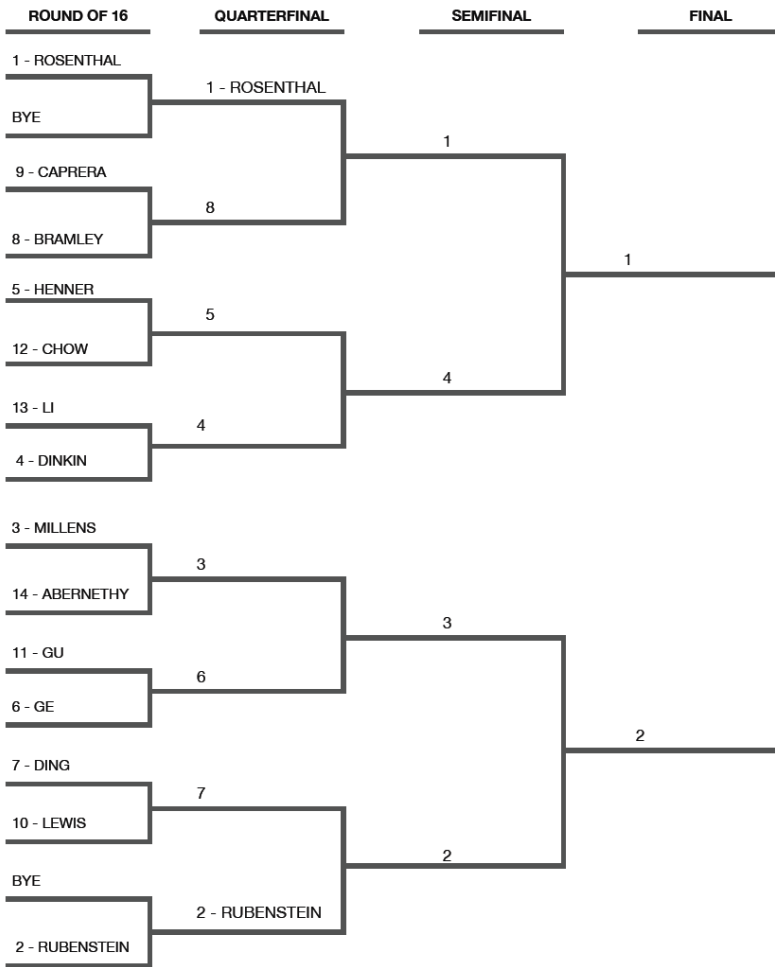 ROUND OF 16 QUARTERFINAL SEMIFINAL FINAL
1 - ROSENTHAL
1 - ROSENTHAL
BYE
1
9 - CAPRERA
8
8 - BRAMLEY
1
5 - HENNER
5
12 - CHOW
4
13 - LI
4
4 - DINKIN
3 - MILLENS
3
14 - ABERNETHY
3
11 - GU
6
6 - GE
2
7 - DING
7
10 - LEWIS
2
BYE
2 - RUBENSTEIN
2 - RUBENSTEIN